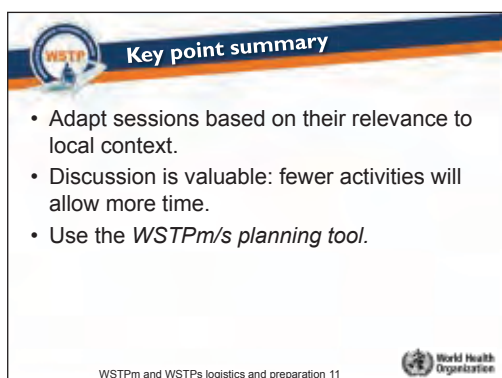 WSTP
Key point summary
• Adapt sessions based on their relevance to
local context.
• Discussion is valuable: fewer activities will
allow more time.
• Use the WSTPm/s planning tool.
WSTPm and WSTPs logistics and preparation 11
World Health
Organization